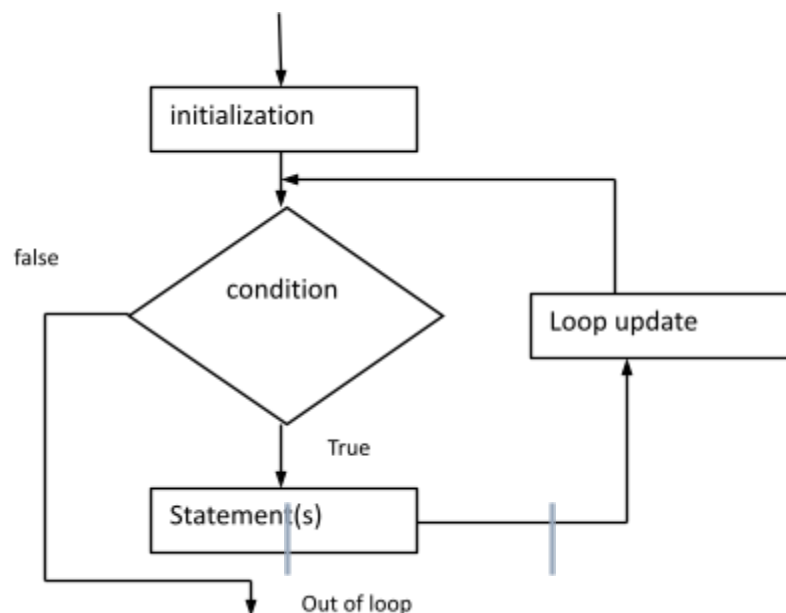 initialization
false
condition
Loop update
True
Statement(s)
Out of loop